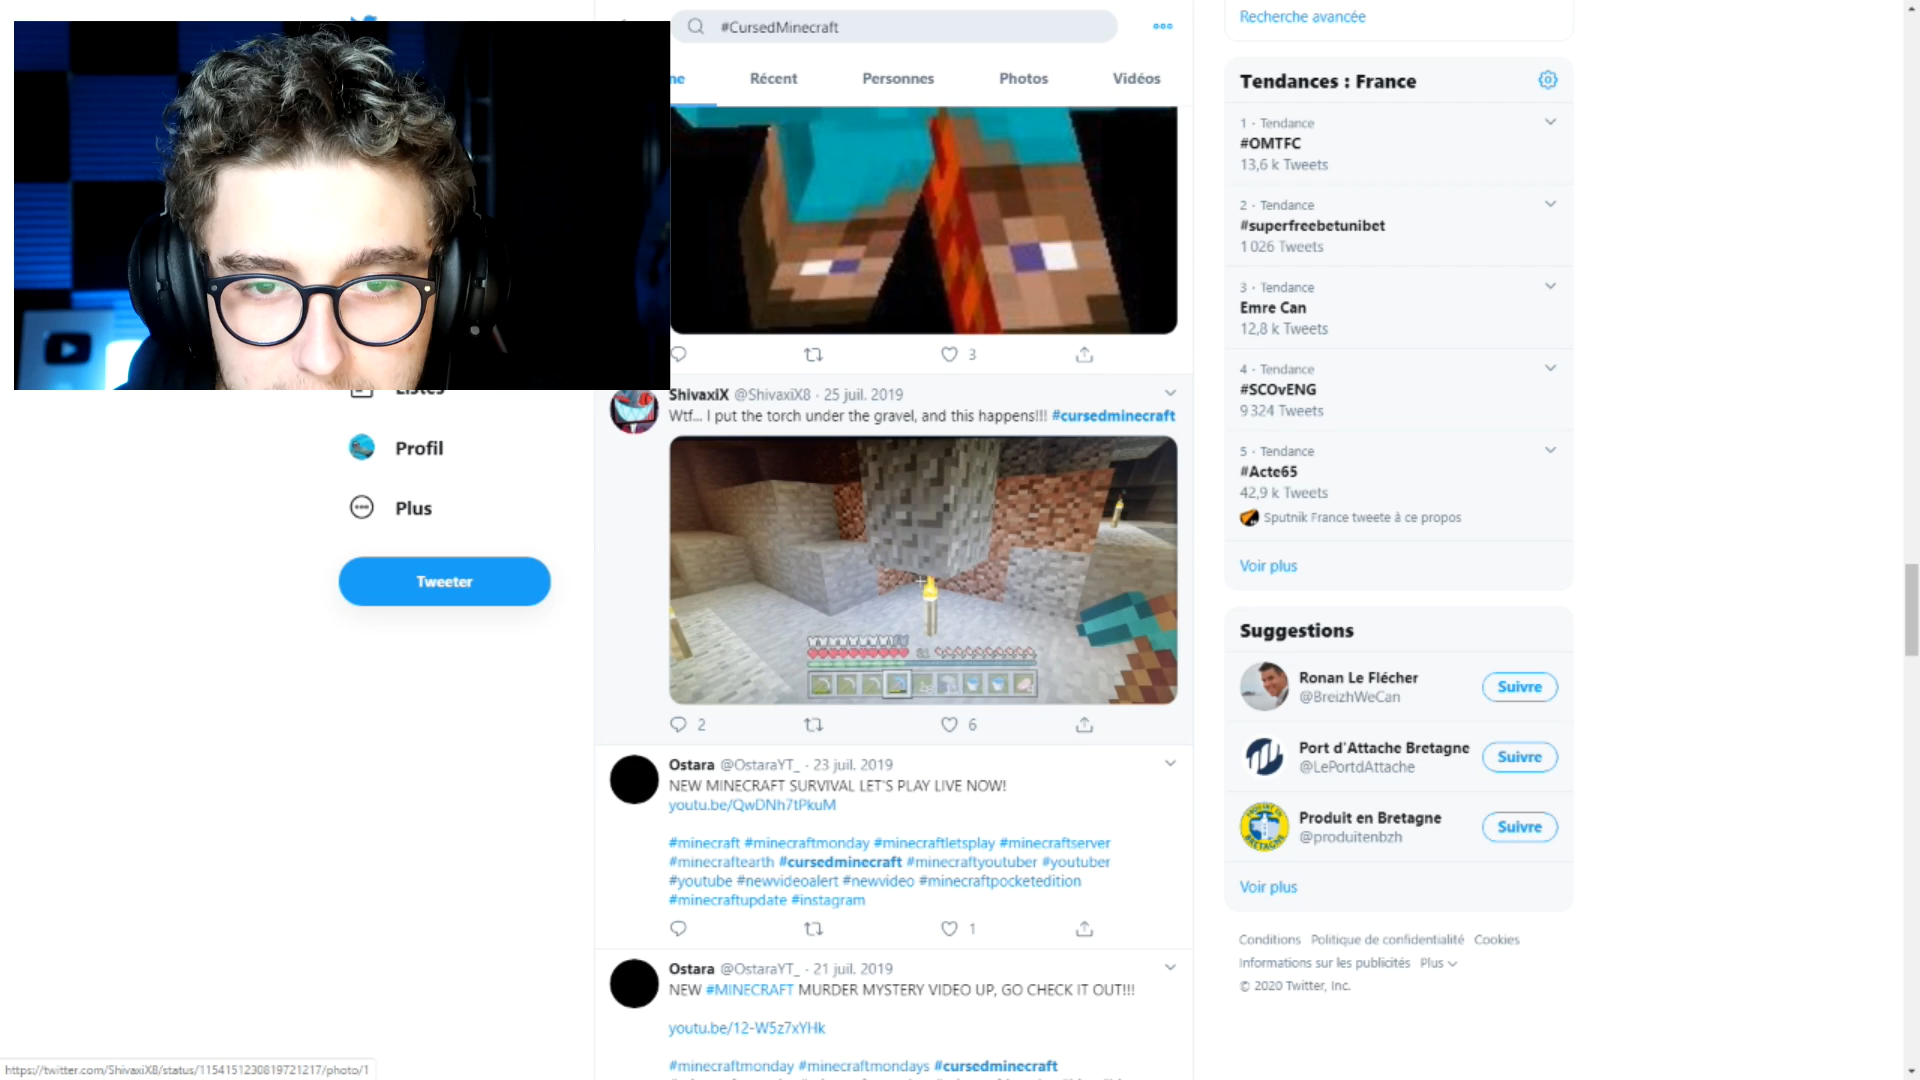 #CursedMinecraft
Récent
Personnes
Photos
Vidéos
Profil
Plus
Tweeter
3
ShivaxiX @ShivaxiX8 · 25 juil. 2019
Wtf... I put the torch under the gravel, and this happens!!! #cursedminecraft
81
2
6
Ostara @OstaraYT_ · 23 juil. 2019
NEW MINECRAFT SURVIVAL LET'S PLAY LIVE NOW!
youtu.be/QwDNh7tPkuM
#minecraft #minecraftmonday #minecraftletsplay #minecraftserver
#minecraftearth #cursedminecraft #minecraftyoutuber #youtuber
#youtube #newvideoalert #newvideo #minecraftpocketedition
#minecraftupdate #instagram
1
Ostara @OstaraYT_ · 21 juil. 2019
NEW #MINECRAFT MURDER MYSTERY VIDEO UP, GO CHECK IT OUT!!!
youtu.be/12-W5z7xYHk
#minecraftmonday #minecraftmondays #cursedminecraft
Recherche avancée
Tendances : France
1 · Tendance
#OMTFC
13,6 k Tweets
2 · Tendance
#superfreebetunibet
1 026 Tweets
3 · Tendance
Emre Can
12,8 k Tweets
4 · Tendance
#SCOvENG
9 324 Tweets
5 · Tendance
#Acte65
42,9 k Tweets
Sputnik France tweete à ce propos
Voir plus
Suggestions
Ronan Le Flécher
@BreizhWeCan
Suivre
Port d'Attache Bretagne
@LePortdAttache
Suivre
Produit en Bretagne
@produitenbzh
Suivre
Voir plus
Conditions Politique de confidentialité Cookies
Informations sur les publicités Plus
© 2020 Twitter, Inc.
https://twitter.com/ShivaxiX8/status/1154151230819721217/photo/1